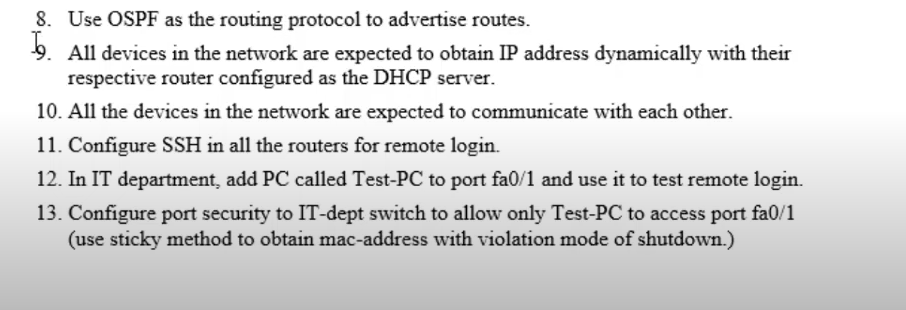 8. Use OSPF as the routing protocol to advertise routes.
9. All devices in the network are expected to obtain IP address dynamically with their
respective router configured as the DHCP server.
10. All the devices in the network are expected to communicate with each other.
11. Configure SSH in all the routers for remote login.
12. In IT department, add PC called Test-PC to port fa0/1 and use it to test remote login.
13. Configure port security to IT-dept switch to allow only Test-PC to access port fa0/1
(use sticky method to obtain mac-address with violation mode of shutdown.)